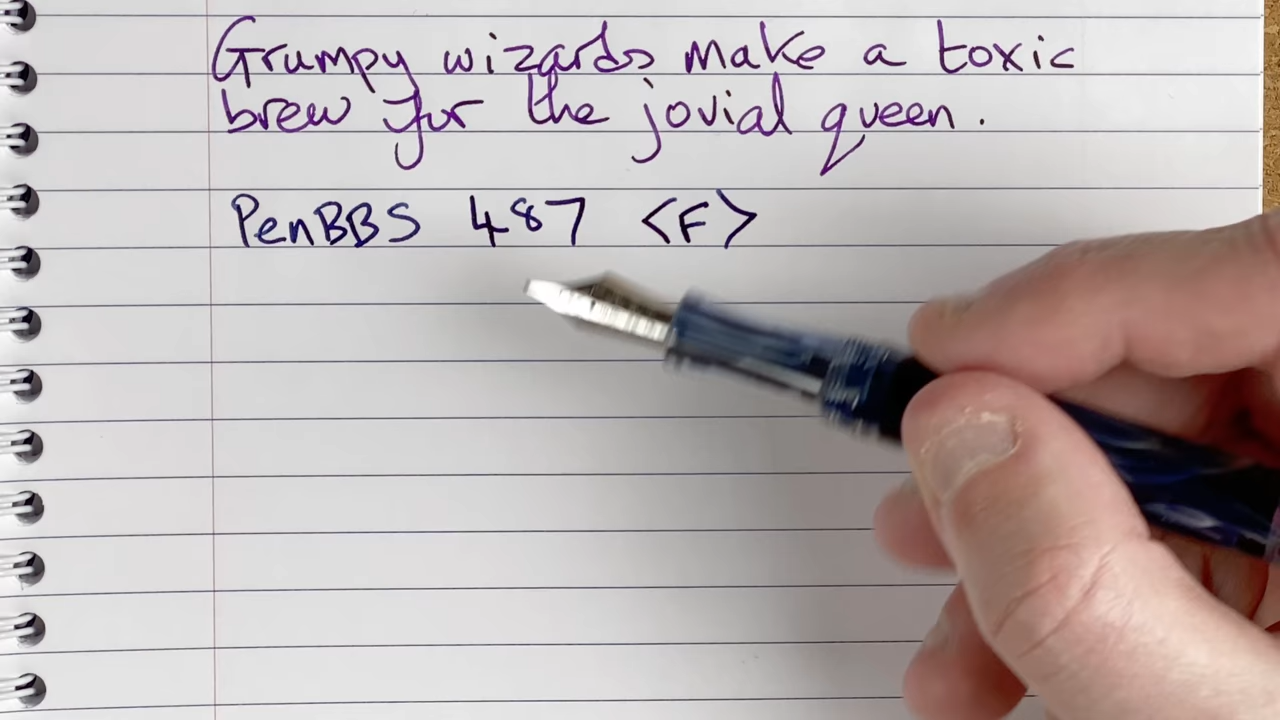 Grumpy wizards make a toxic
brew for the jovial queen.
PenBBS 487 <F>